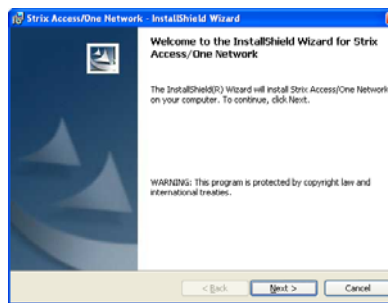 Strix Access/One Network - InstallShield Wizard
Welcome to the InstallShield Wizard for Strix
Access/One Network
The InstallShield(R) Wizard will install Strix Access/One Network
on your computer. To continue, click Next.
WARNING: This program is protected by copyright law and
international treaties.
< Back Next > Cancel